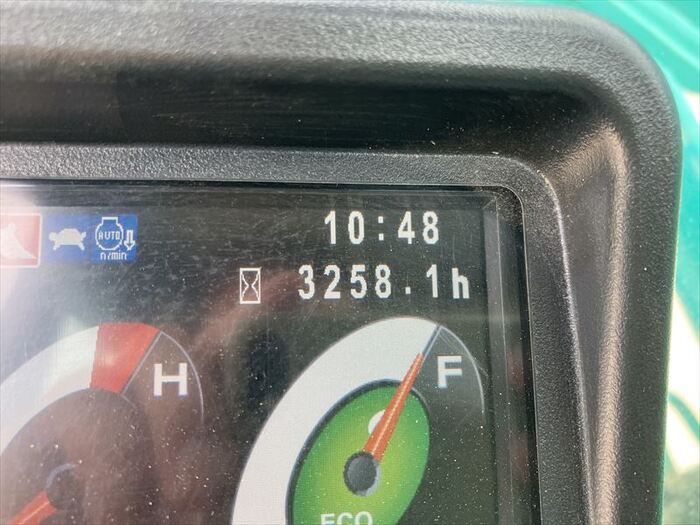 10:48
AUTO
n/min
3258.1h
H
F
ECO